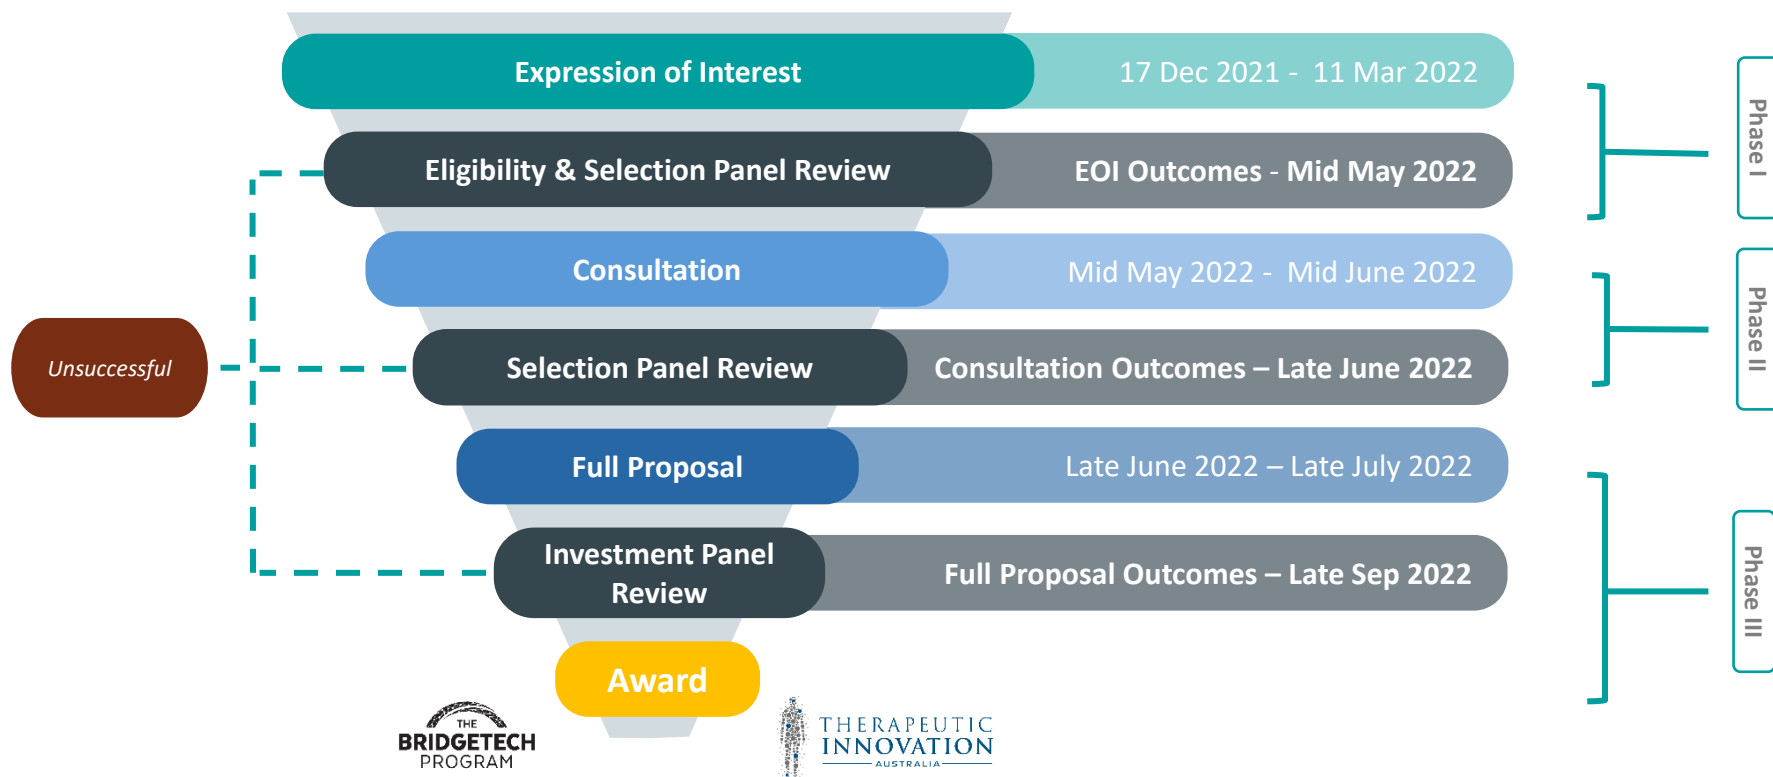 Expression of Interest
17 Dec 2021 - 11 Mar 2022
Eligibility & Selection Panel Review
EOI Outcomes - Mid May 2022
Phase I
Consultation
Mid May 2022 - Mid June 2022
Unsuccessful
Selection Panel Review
Consultation Outcomes – Late June 2022
Phase II
Full Proposal
Late June 2022 – Late July 2022
Investment Panel
Review
Full Proposal Outcomes – Late Sep 2022
Phase III
Award
THE
BRIDGETECH
PROGRAM
THERAPEUTIC
INNOVATION
AUSTRALIA